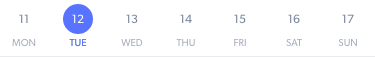 11 12 13 14 15 16 17
MON TUE WED THU FRI SAT SUN